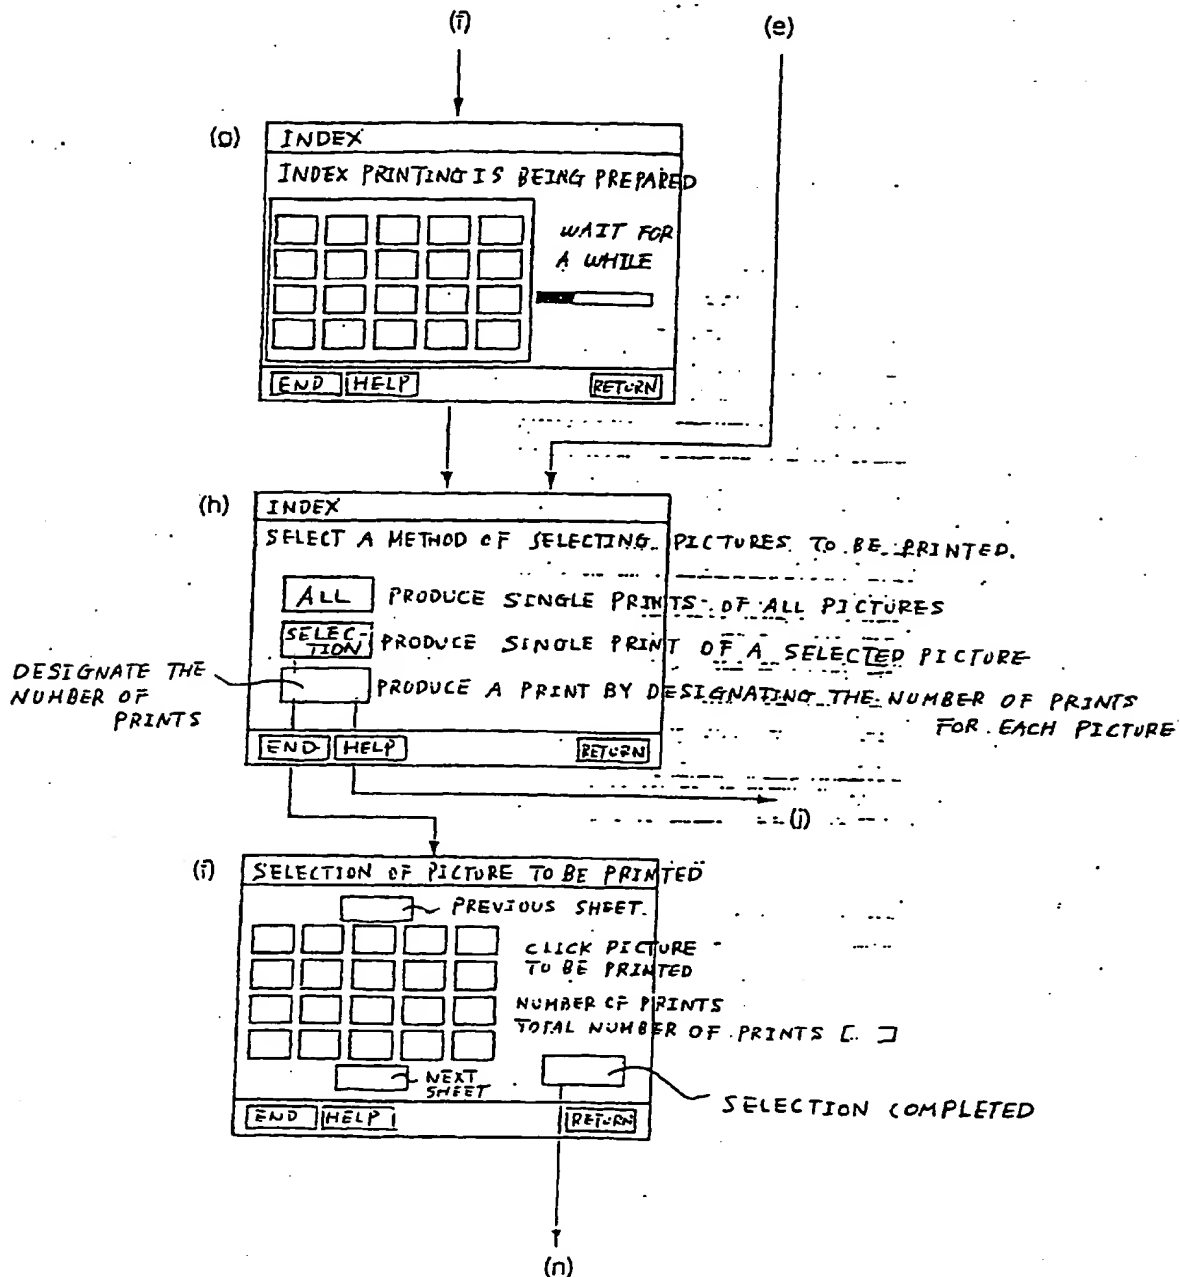 (f) (e)
(g) INDEX
INDEX PRINTING IS BEING PREPARED
WAIT FOR
A WHILE
END HELP RETURN
(h) INDEX
SELECT A METHOD OF SELECTING PICTURES TO BE PRINTED.
ALL PRODUCE SINGLE PRINTS OF ALL PICTURES
SELEC-
TION PRODUCE SINGLE PRINT OF A SELECTED PICTURE
DESIGNATE THE
NUMBER OF
PRINTS
PRODUCE A PRINT BY DESIGNATING THE NUMBER OF PRINTS
FOR EACH PICTURE
END HELP RETURN
(j)
(i) SELECTION OF PICTURE TO BE PRINTED
PREVIOUS SHEET.
CLICK PICTURE
TO BE PRINTED
NUMBER OF PRINTS
TOTAL NUMBER OF PRINTS [ ]
NEXT
SHEET
SELECTION COMPLETED
END HELP RETURN
(n)